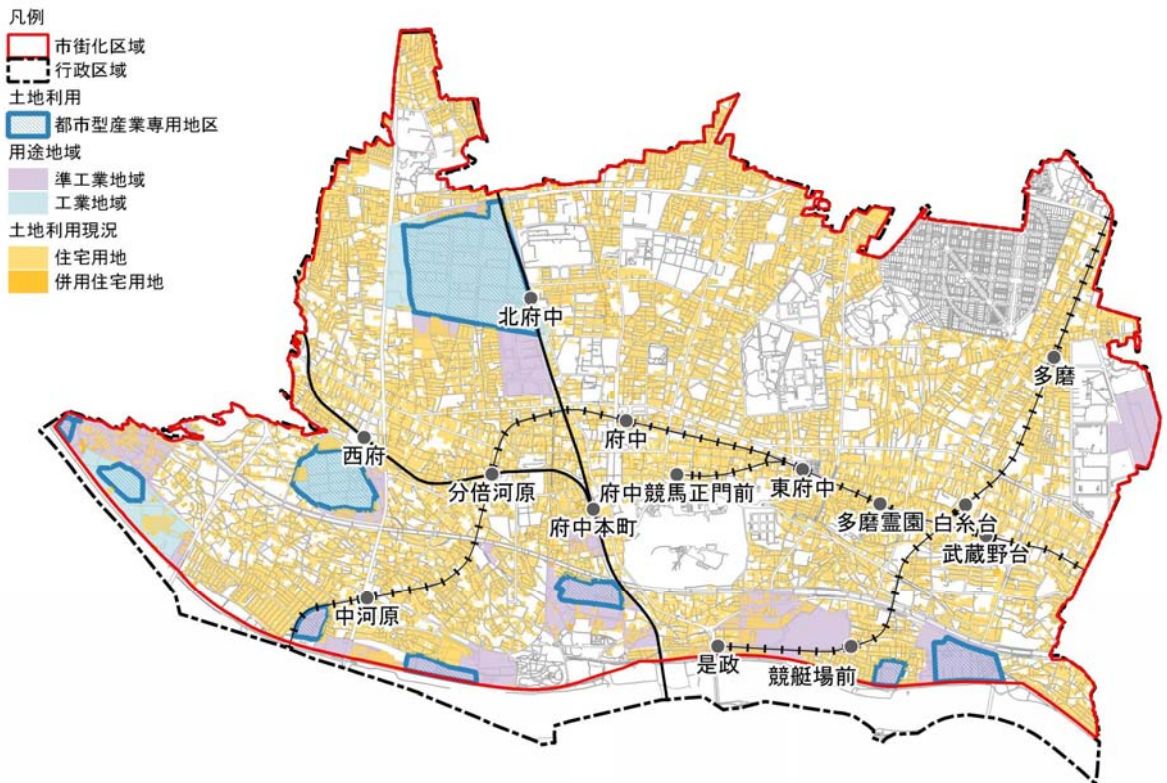 凡例
市街化区域
行政区域
土地利用
都市型産業専用地区
用途地域
準工業地域
工業地域
土地利用現況
住宅用地
併用住宅用地
北府中
多磨
府中
西府
分倍河原
府中競馬正門前
東府中
府中本町
多磨霊園
白糸台
武蔵野台
中河原
是政
競艇場前